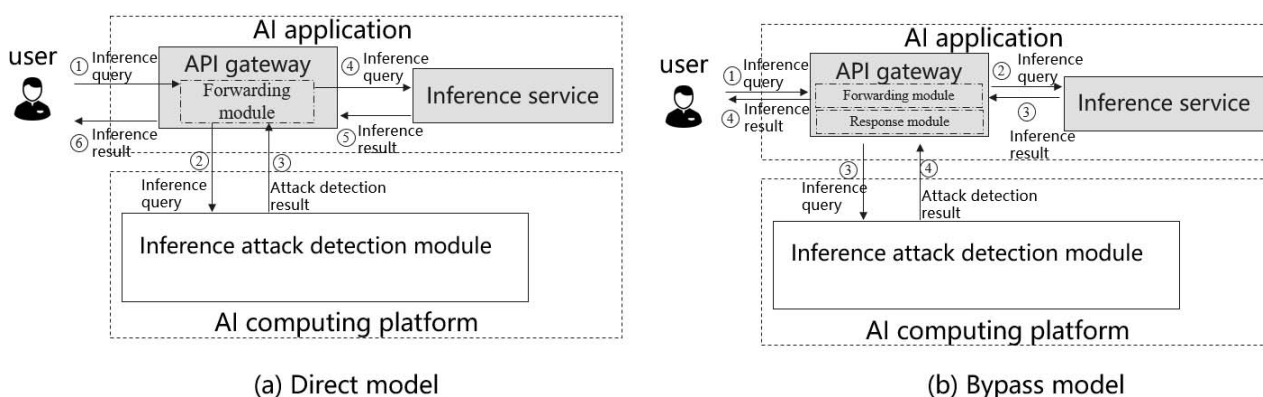 AI application
user
① Inference
query
API gateway
Forwarding
module
④ Inference
query
Inference service
⑥ Inference
result
⑤ Inference
result
②
③
Inference
query
Attack detection
result
Inference attack detection module
AI computing platform
(a) Direct model
AI application
user
① Inference
query
④ Inference
result
API gateway
Forwarding module
Response module
② Inference
query
③
Inference
result
Inference service
③
④
Inference
query
Attack detection
result
Inference attack detection module
AI computing platform
(b) Bypass model